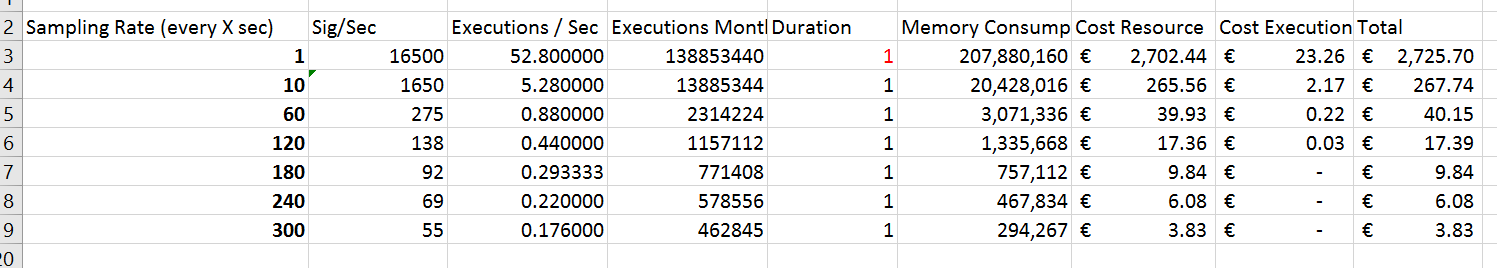 2 Sampling Rate (every X sec) Sig/Sec Executions / Sec Executions Montl Duration Memory Consump Cost Resource Cost Execution Total
3 1 16500 52.800000 138853440 1 207,880,160 € 2,702.44 € 23.26 € 2,725.70
4 10 1650 5.280000 13885344 1 20,428,016 € 265.56 € 2.17 € 267.74
5 60 275 0.880000 2314224 1 3,071,336 € 39.93 € 0.22 € 40.15
6 120 138 0.440000 1157112 1 1,335,668 € 17.36 € 0.03 € 17.39
7 180 92 0.293333 771408 1 757,112 € 9.84 € - € 9.84
8 240 69 0.220000 578556 1 467,834 € 6.08 € - € 6.08
9 300 55 0.176000 462845 1 294,267 € 3.83 € - € 3.83